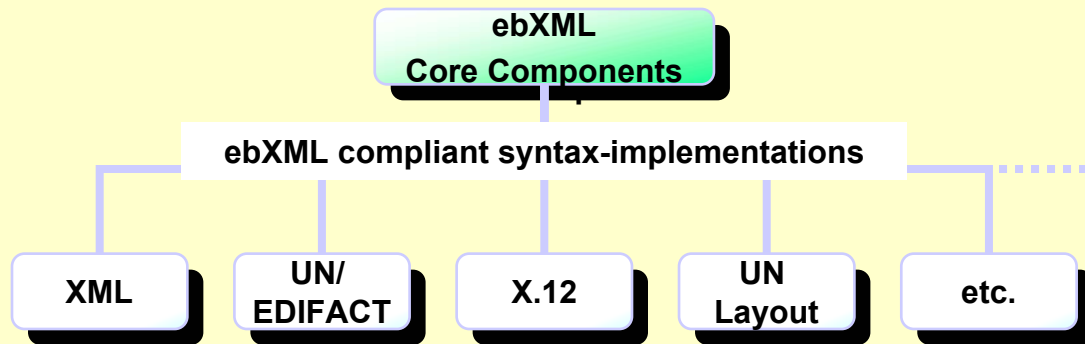 ebXML
Core Components
ebXML compliant syntax-implementations
XML
UN/
EDIFACT
X.12
UN
Layout
etc.